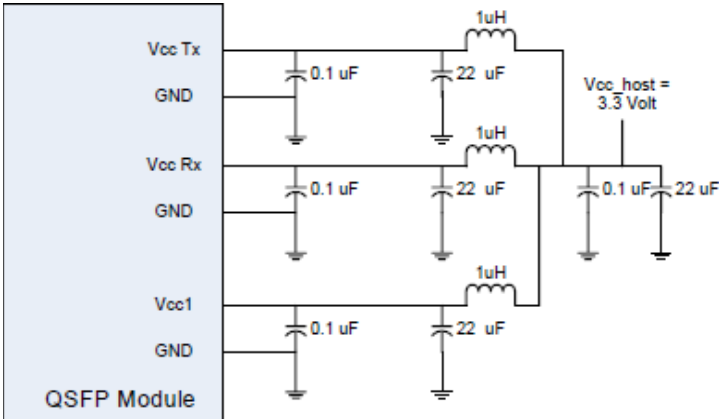 1uH
Vcc Tx
0.1 uF
22 uF
GND
Vcc_host =
3.3 Volt
1uH
Vcc Rx
0.1 uF
22 uF
0.1 uF
22 uF
GND
1uH
Vcc1
0.1 uF
22 uF
GND
QSFP Module